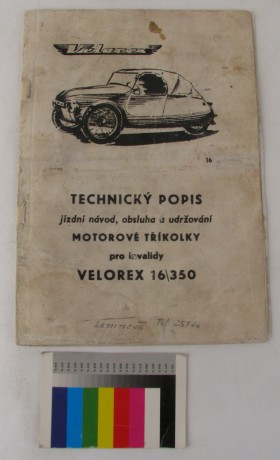 Velorex
16
TECHNICKÝ POPIS
jízdní návod, obsluha a udržování
MOTOROVÉ TŘÍKOLKY
pro invalidy
VELOREX 16\350